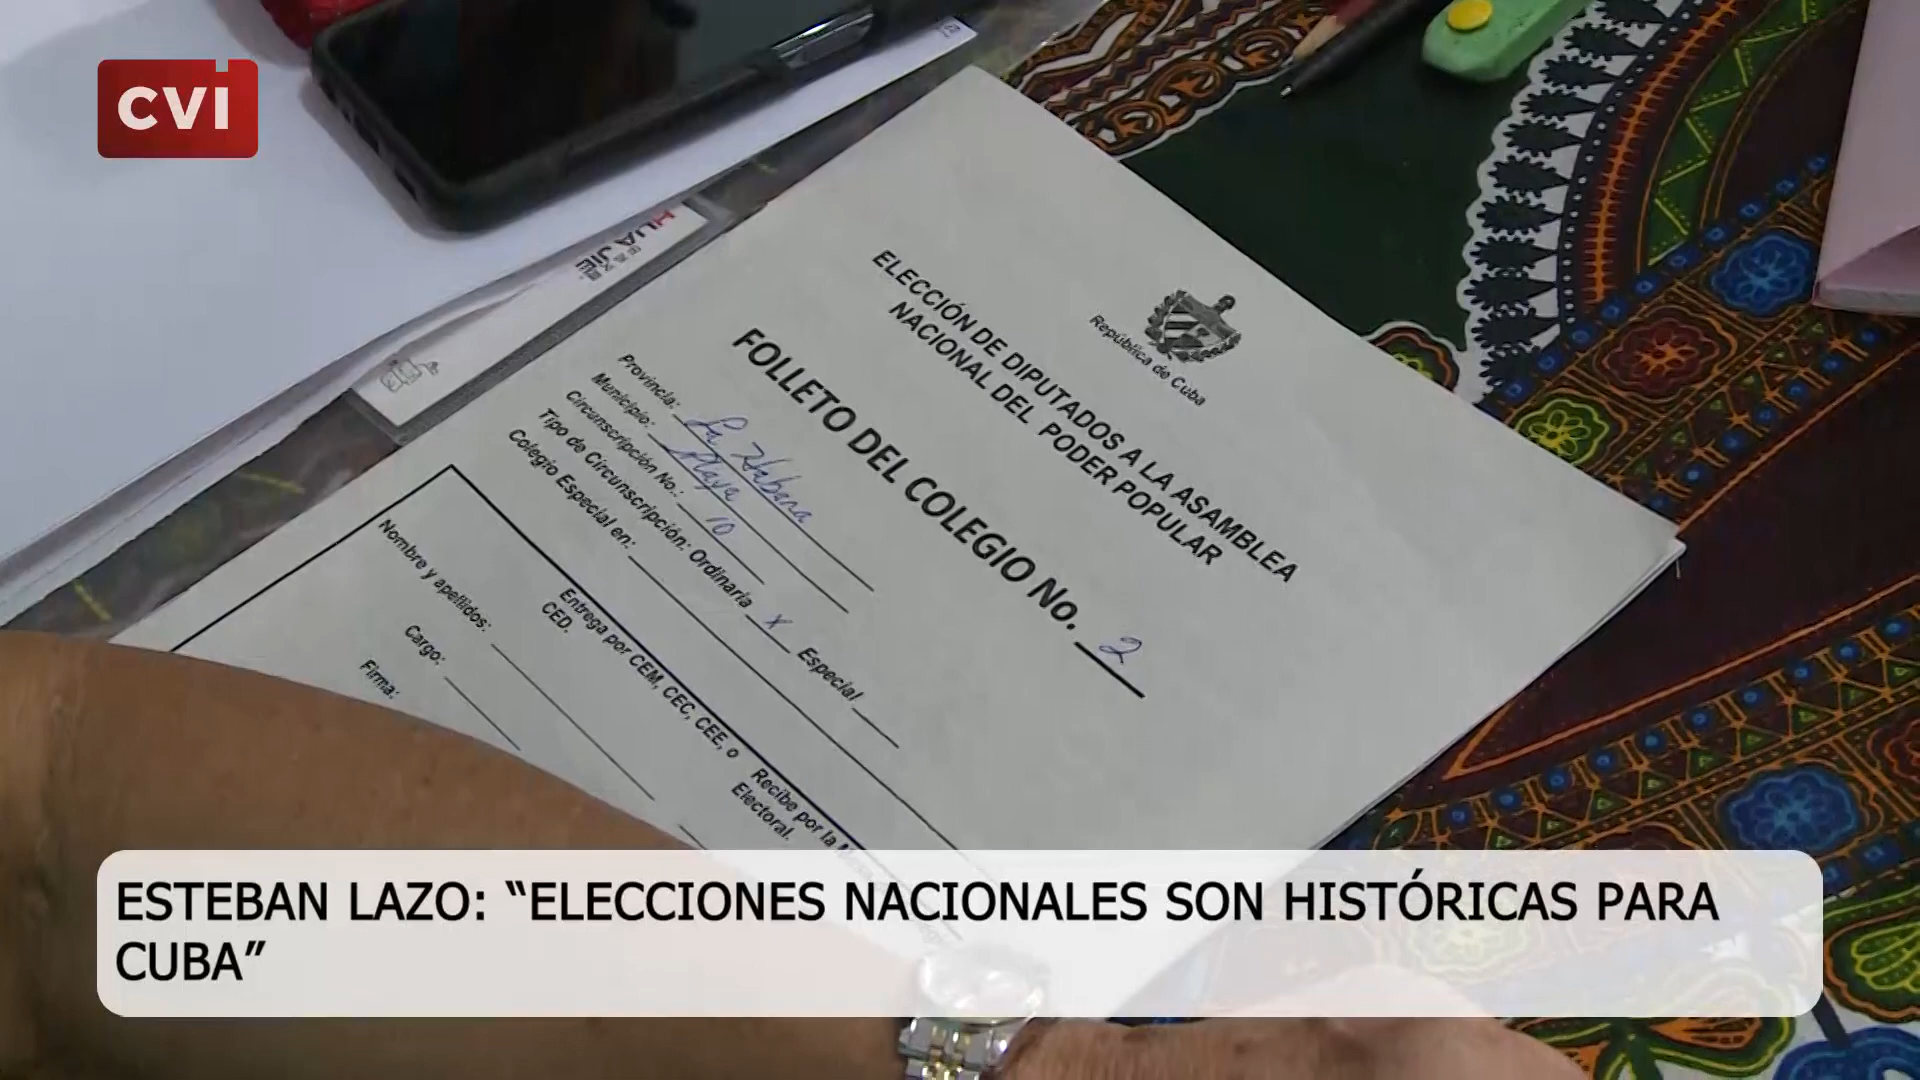 CVI
República de Cuba
ELECCIÓN DE DIPUTADOS A LA ASAMBLEA
NACIONAL DEL PODER POPULAR
FOLLETO DEL COLEGIO No. 2
Provincia: La Habana
Municipio: Playa
Circunscripción No.: 10
Tipo de Circunscripción: Ordinaria x Especial
Colegio Especial en:
Entrega por CEM, CEC, CEE, o
CED.
Recibe por la
Electoral.
Nombre y apellidos:
Cargo:
Firma:
ESTEBAN LAZO: “ELECCIONES NACIONALES SON HISTÓRICAS PARA
CUBA”